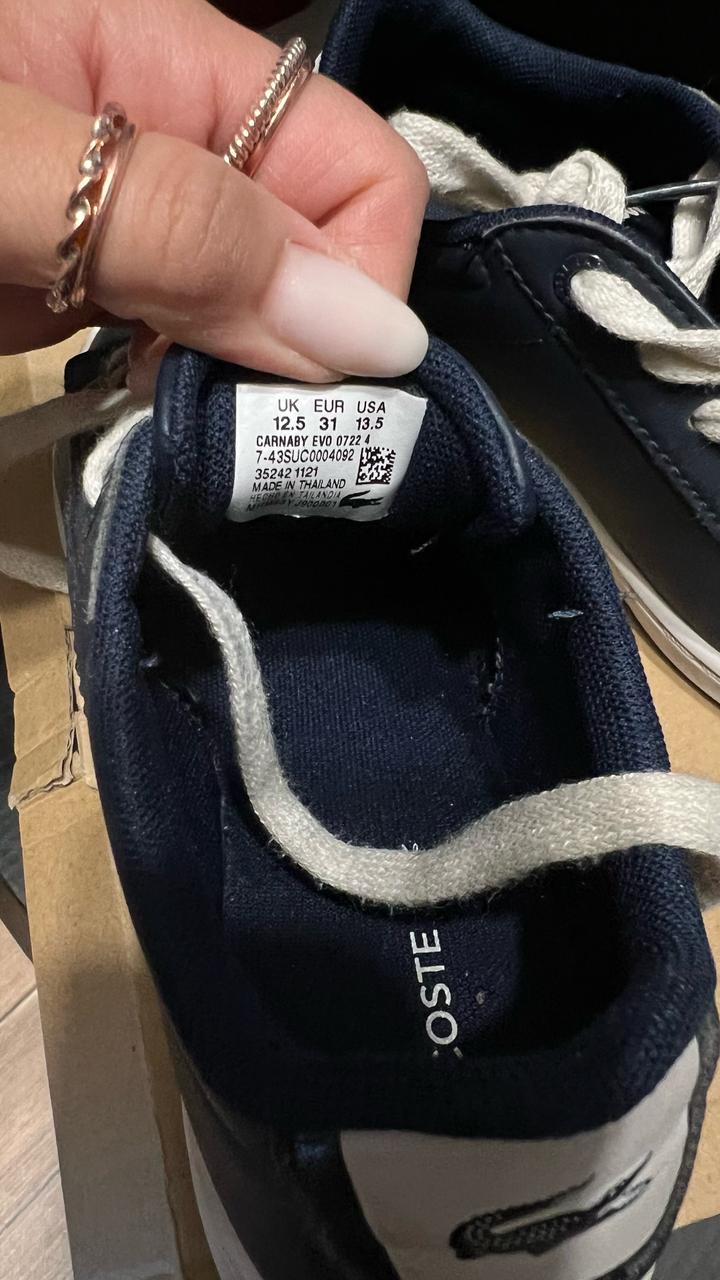 UK EUR USA
12.5 31 13.5
CARNABY EVO 0722 4
7-43SUC0004092
35242 1121
MADE IN THAILAND
HECHO EN TAILANDIA
OSTE